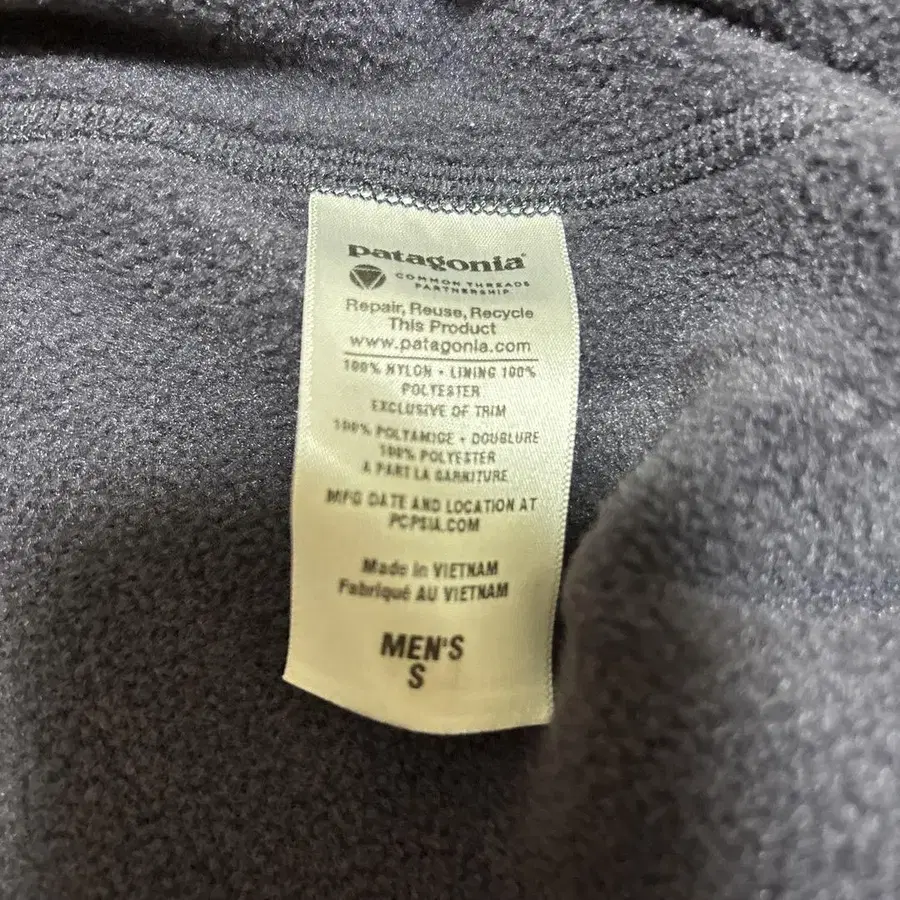 patagonia®
COMMON THREADS
PARTNERSHIP
Repair, Reuse, Recycle
This Product
www.patagonia.com
100% NYLON • LINING 100%
POLYESTER
EXCLUSIVE OF TRIM
100% POLYAMIDE • DOUBLURE
100% POLYESTER
À PART LA GARNITURE
MFG DATE AND LOCATION AT
PCPSIA.COM
Made in VIETNAM
Fabriqué AU VIETNAM
MEN'S
S